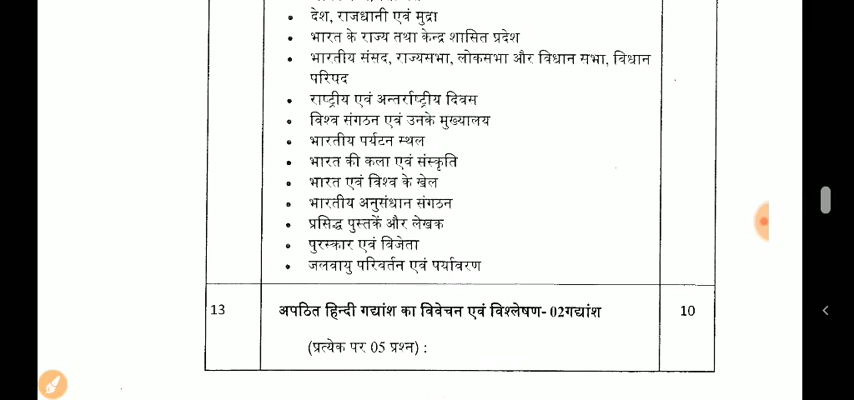 • देश, राजधानी एवं मुद्रा
• भारत के राज्य तथा केन्द्र शासित प्रदेश
• भारतीय संसद, राज्यसभा, लोकसभा और विधान सभा, विधान
परिषद
• राष्ट्रीय एवं अन्तर्राष्ट्रीय दिवस
• विश्व संगठन एवं उनके मुख्यालय
• भारतीय पर्यटन स्थल
• भारत की कला एवं संस्कृति
• भारत एवं विश्व के खेल
• भारतीय अनुसंधान संगठन
• प्रसिद्ध पुस्तकें और लेखक
• पुरस्कार एवं विजेता
• जलवायु परिवर्तन एवं पर्यावरण
13 अपठित हिन्दी गद्यांश का विवेचन एवं विश्लेषण- 02गद्यांश 10
(प्रत्येक पर 05 प्रश्न) :